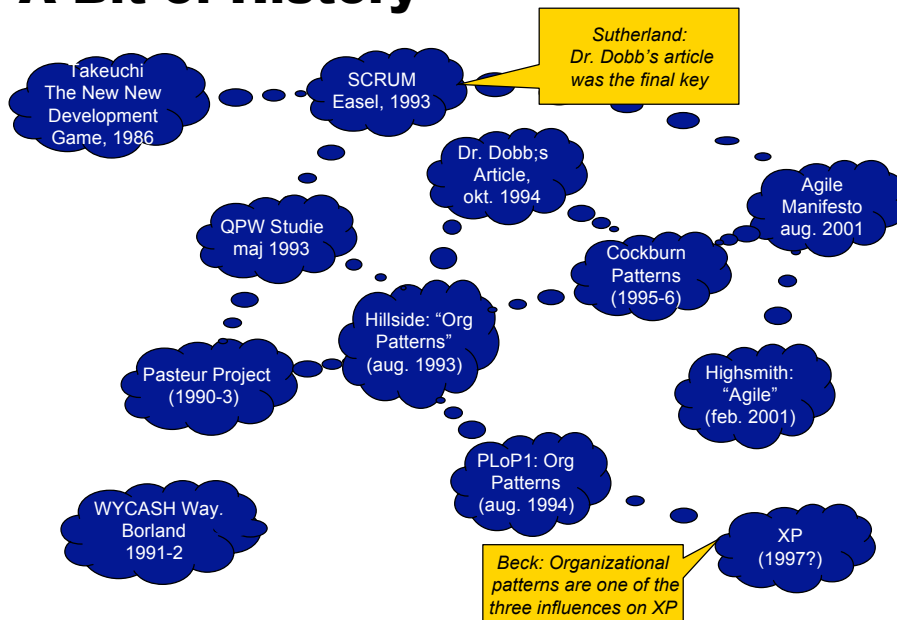 A Bit of History
Sutherland:
Dr. Dobb's article
was the final key
Takeuchi
The New New
Development
Game, 1986
SCRUM
Easel, 1993
Dr. Dobb;s
Article,
okt. 1994
Agile
Manifesto
aug. 2001
QPW Studie
maj 1993
Cockburn
Patterns
(1995-6)
Hillside: “Org
Patterns”
(aug. 1993)
Pasteur Project
(1990-3)
Highsmith:
“Agile”
(feb. 2001)
PLoP1: Org
Patterns
(aug. 1994)
WYCASH Way.
Borland
1991-2
XP
(1997?)
Beck: Organizational
patterns are one of the
three influences on XP